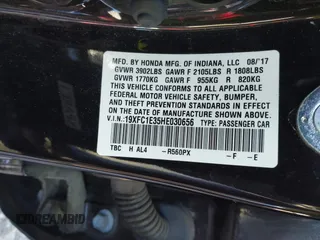 MFD. BY HONDA MFG. OF INDIANA, LLC 08/'17
GVWR 3902LBS GAWR F 2105LBS R 1808LBS
GVWR 1770KG GAWR F 955KG R 820KG
THIS VEHICLE CONFORMS TO ALL APPLICABLE
FEDERAL MOTOR VEHICLE SAFETY, BUMPER,
AND THEFT PREVENTION STANDARDS IN EFFECT
ON THE DATE OF MANUFACTURE SHOWN ABOVE.
V.I.N.: 19XFC1E35HE030656 TYPE: PASSENGER CAR
TBC H AL4 -R560PX -F -E
STOREDRAMBID